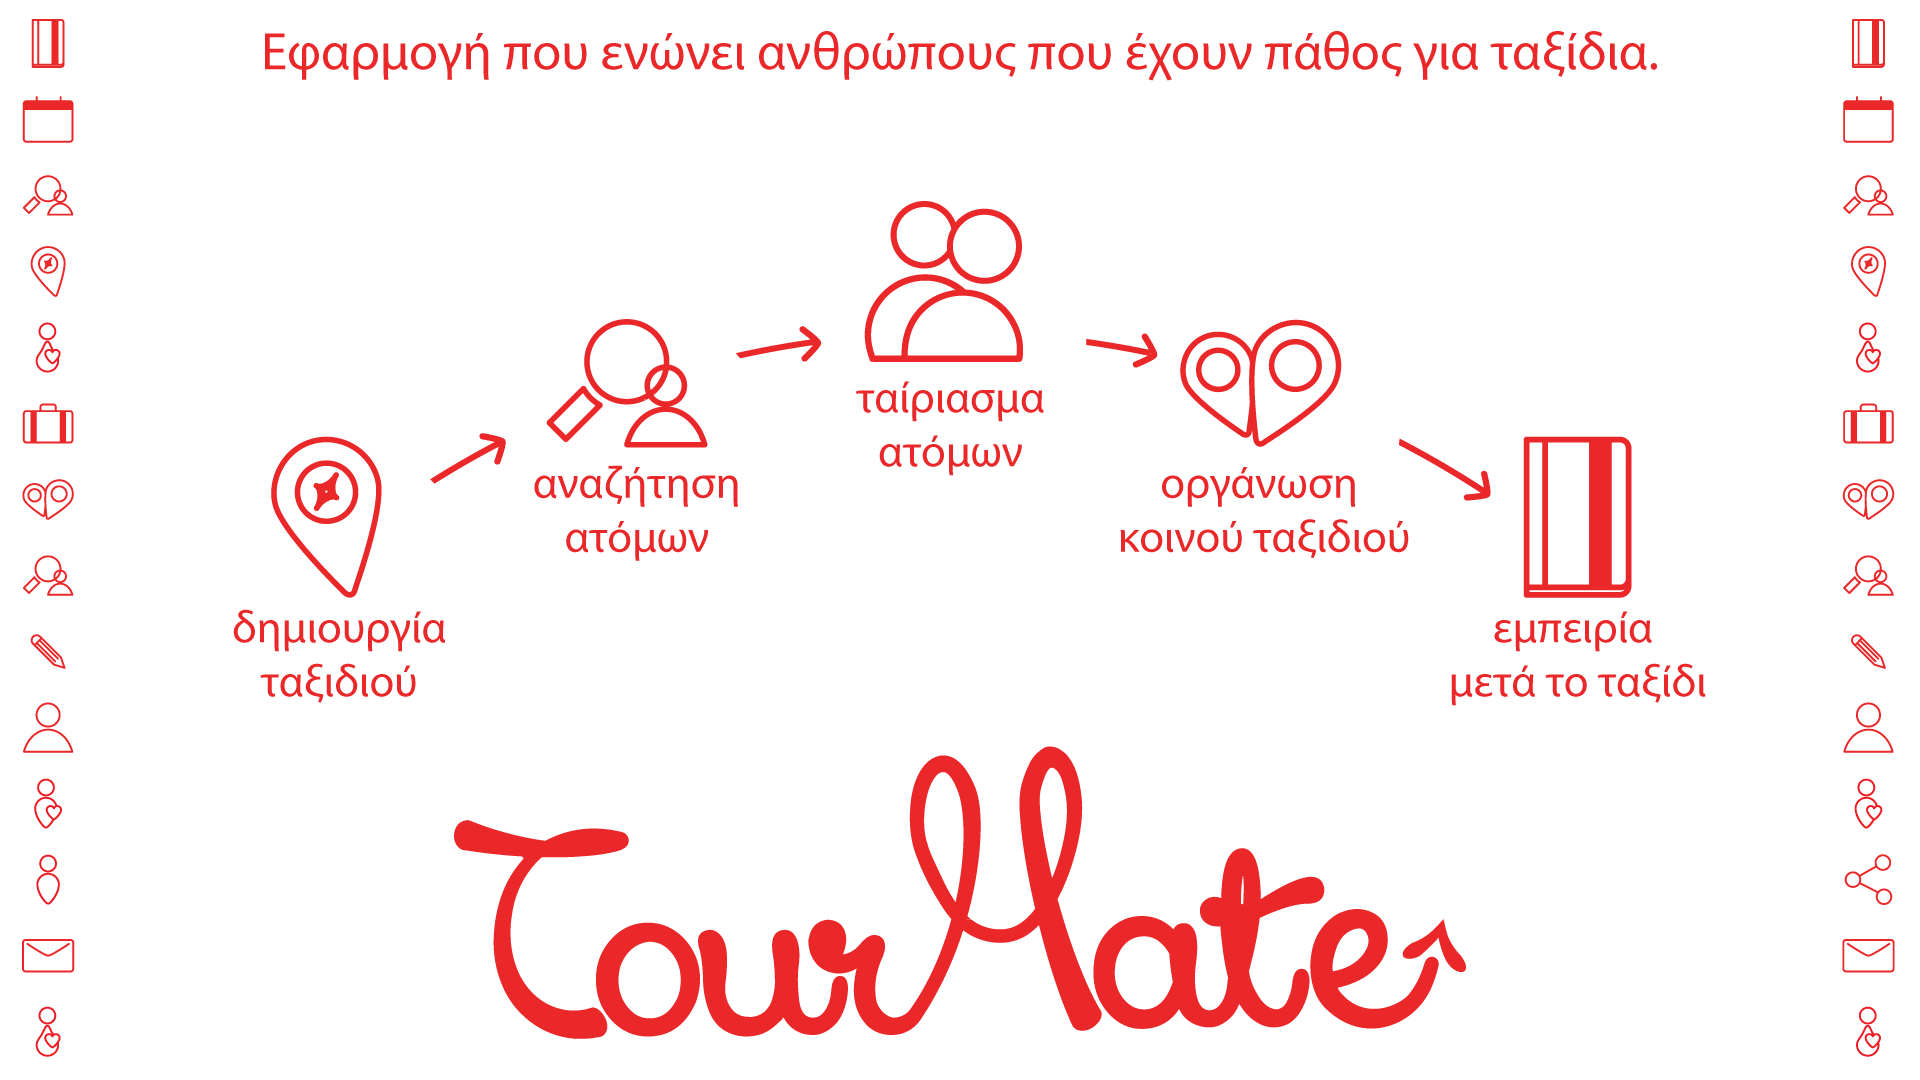 Εφαρμογή που ενώνει ανθρώπους που έχουν πάθος για ταξίδια.
δημιουργία
ταξιδιού
αναζήτηση
ατόμων
ταίριασμα
ατόμων
οργάνωση
κοινού ταξιδιού
εμπειρία
μετά το ταξίδι
TourMate